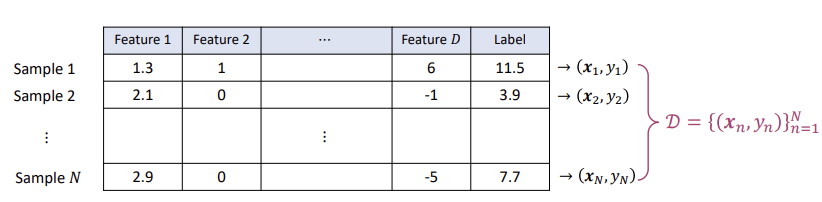 Feature 1 Feature 2 ⋯ Feature D Label
Sample 1 1.3 1 6 11.5 → (x₁, y₁)
Sample 2 2.1 0 -1 3.9 → (x₂, y₂)
⋮ ⋮
𝒟 = {(xₙ, yₙ)}ᴺₙ₌₁
Sample N 2.9 0 -5 7.7 → (x_N, y_N)